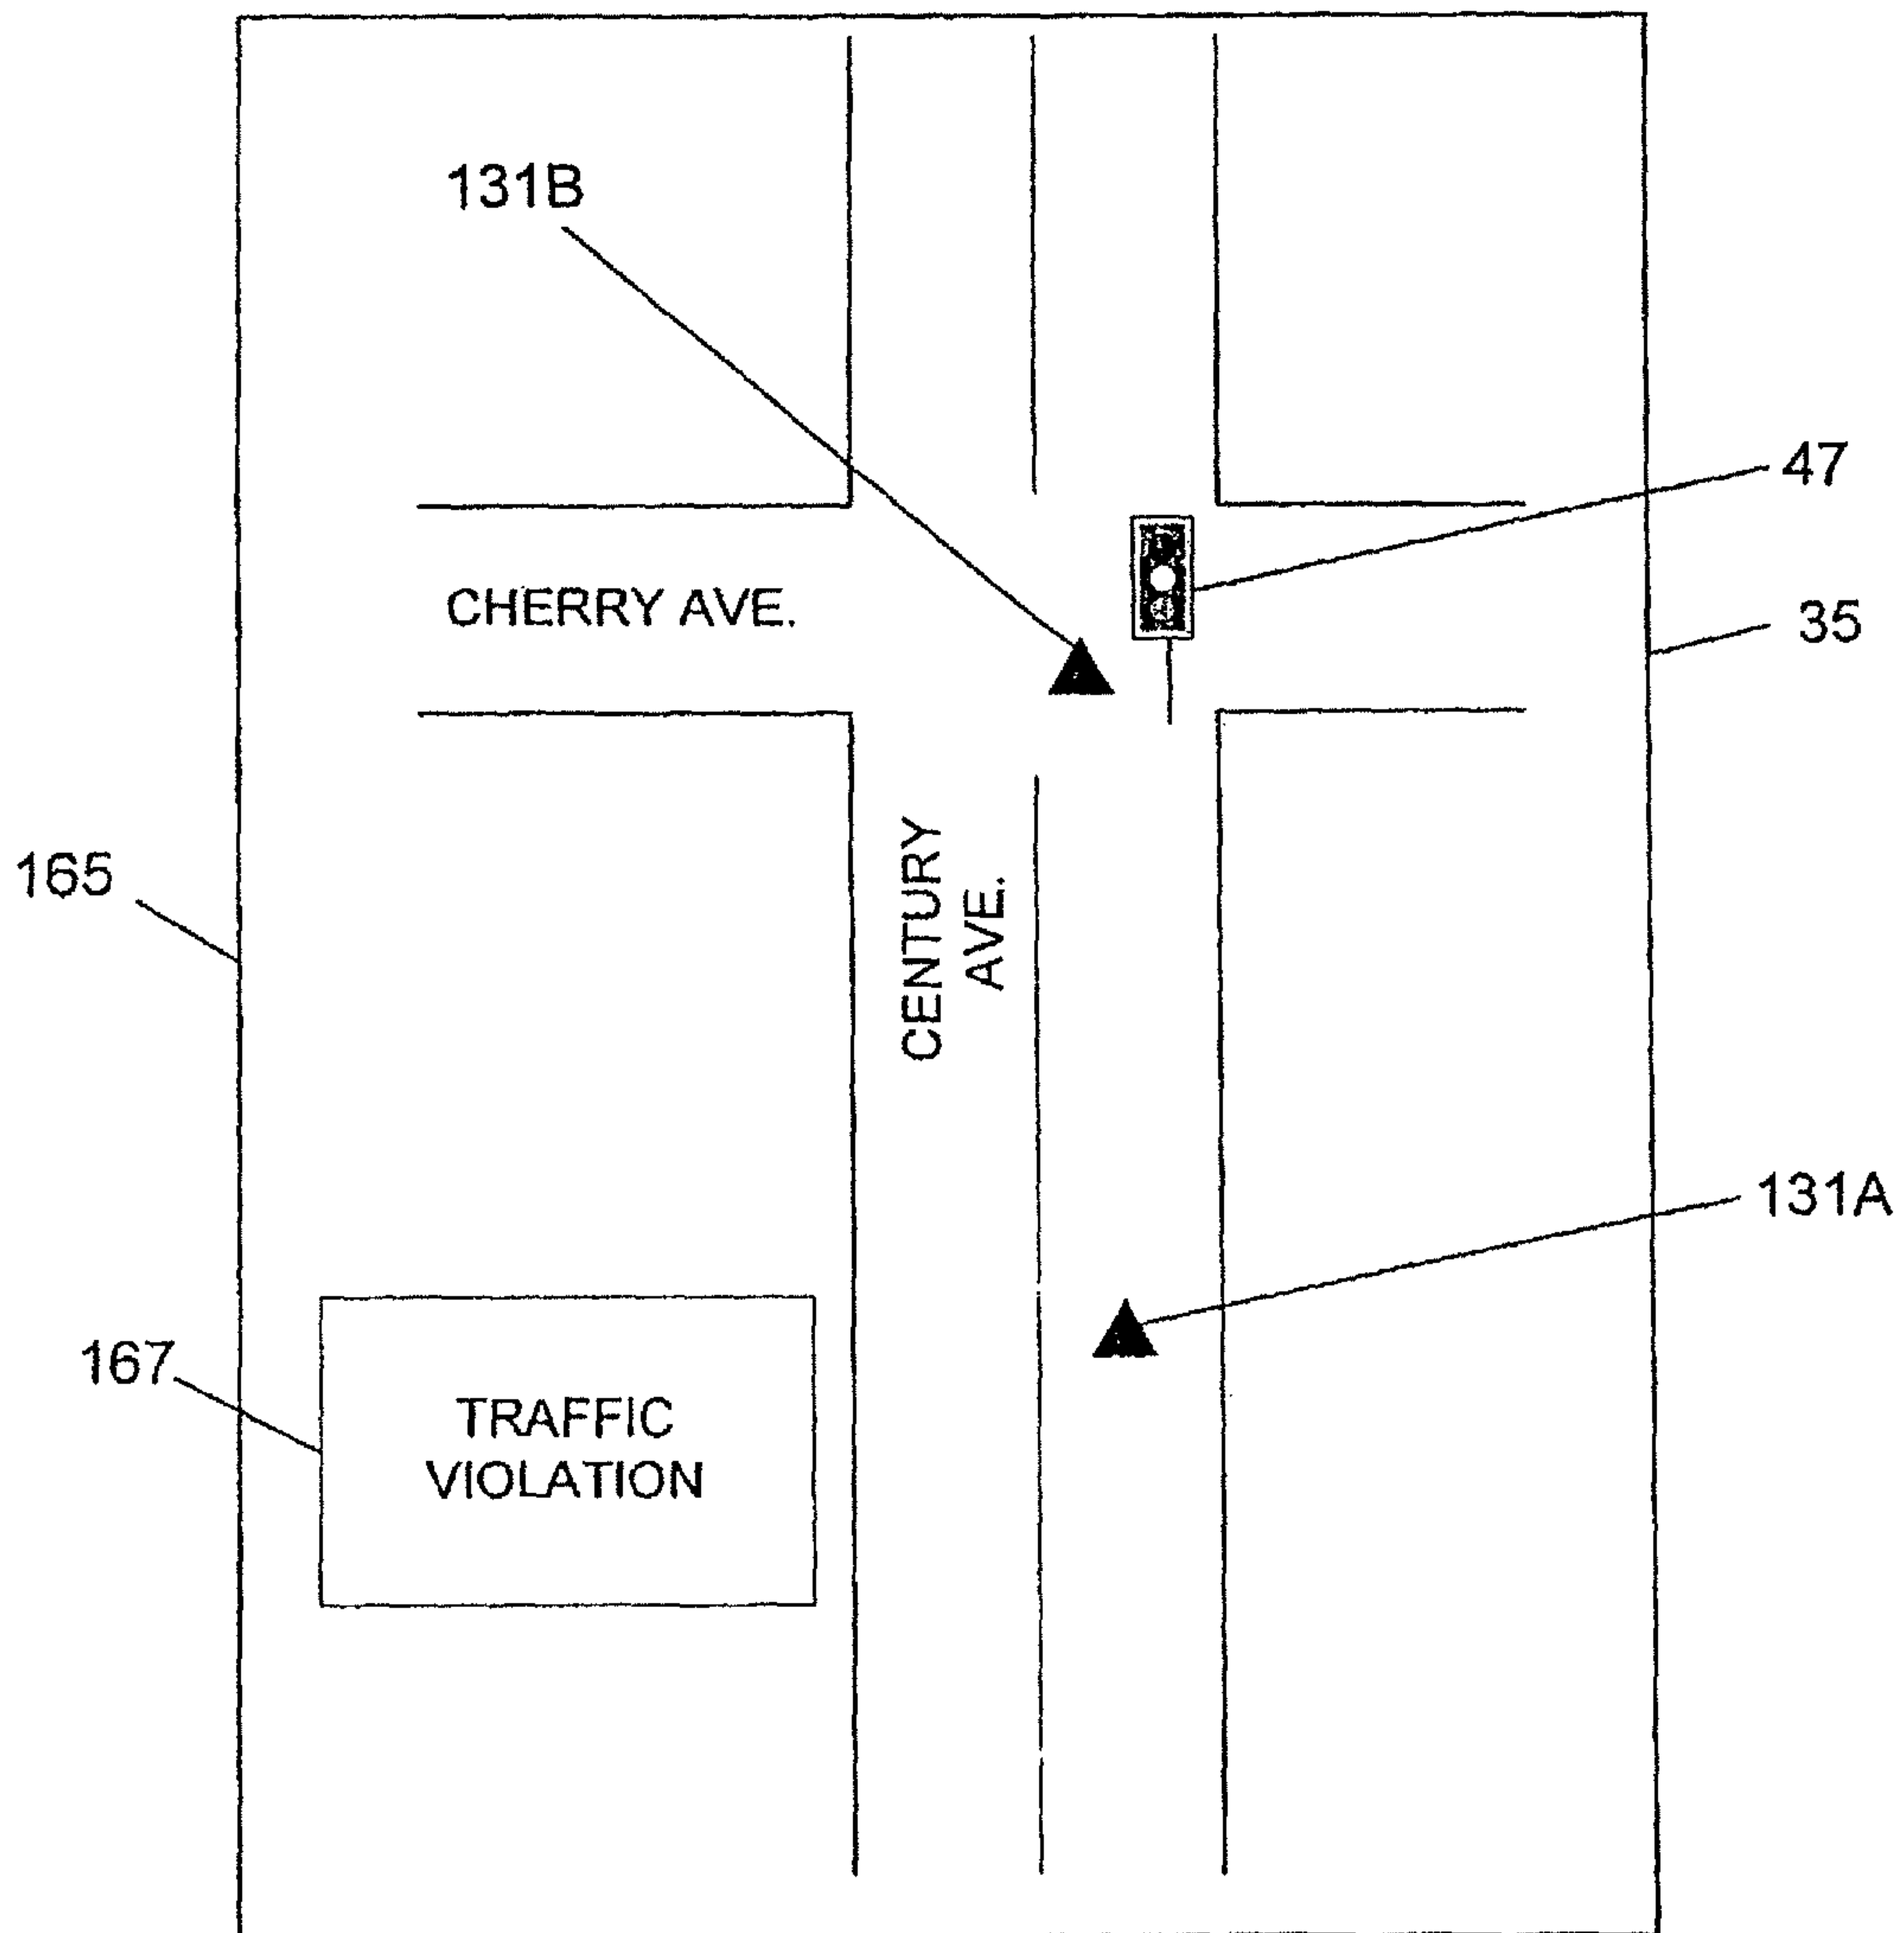 131B
47
CHERRY AVE.
35
CENTURY
AVE.
165
131A
167
TRAFFIC
VIOLATION